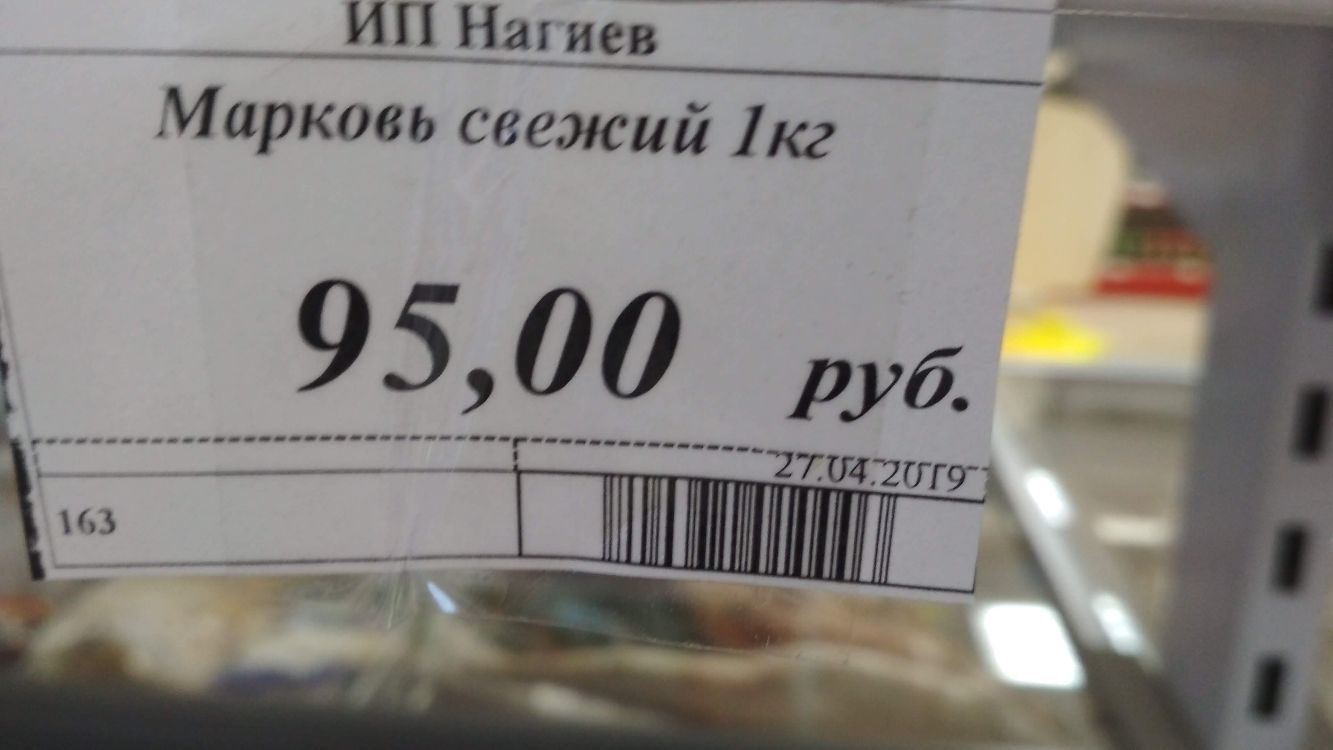 ИП Нагиев
Марковь свежий 1кг
95,00 руб.
27.04.2019
163